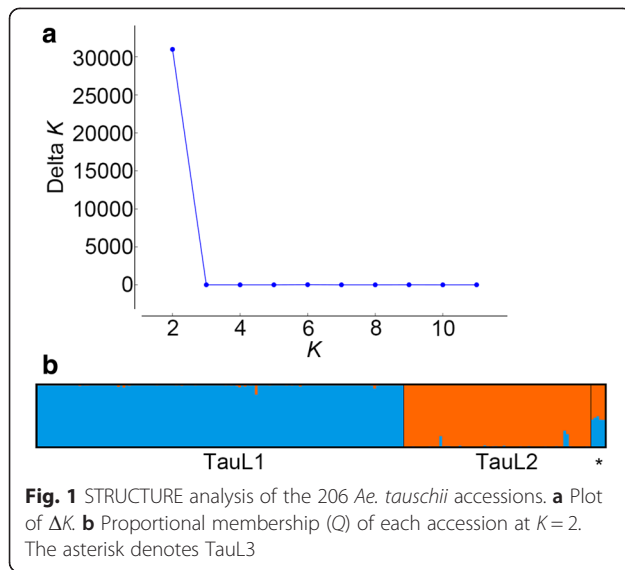 a
30000
25000
20000
15000
10000
5000
0
Delta K
2 4 6 8 10
K
b
TauL1 TauL2 *
Fig. 1 STRUCTURE analysis of the 206 Ae. tauschii accessions. a Plot
of ΔK. b Proportional membership (Q) of each accession at K = 2.
The asterisk denotes TauL3